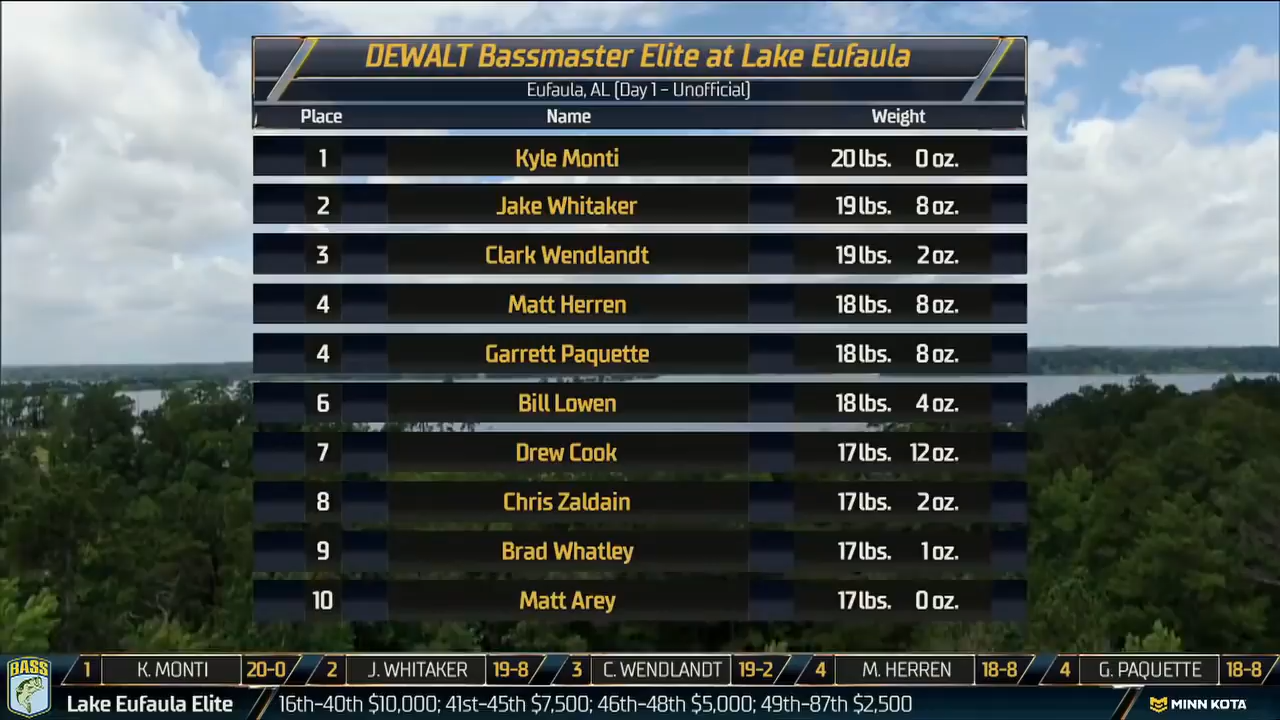 DEWALT Bassmaster Elite at Lake Eufaula
Eufaula, AL (Day 1 - Unofficial)
Place Name Weight
1 Kyle Monti 20 lbs. 0 oz.
2 Jake Whitaker 19 lbs. 8 oz.
3 Clark Wendlandt 19 lbs. 2 oz.
4 Matt Herren 18 lbs. 8 oz.
4 Garrett Paquette 18 lbs. 8 oz.
6 Bill Lowen 18 lbs. 4 oz.
7 Drew Cook 17 lbs. 12 oz.
8 Chris Zaldain 17 lbs. 2 oz.
9 Brad Whatley 17 lbs. 1 oz.
10 Matt Arey 17 lbs. 0 oz.
BASS 1 K. MONTI 20-0 2 J. WHITAKER 19-8 3 C. WENDLANDT 19-2 4 M. HERREN 18-8 4 G. PAQUETTE 18-8
Lake Eufaula Elite 16th-40th $10,000; 41st-45th $7,500; 46th-48th $5,000; 49th-87th $2,500 MINN KOTA